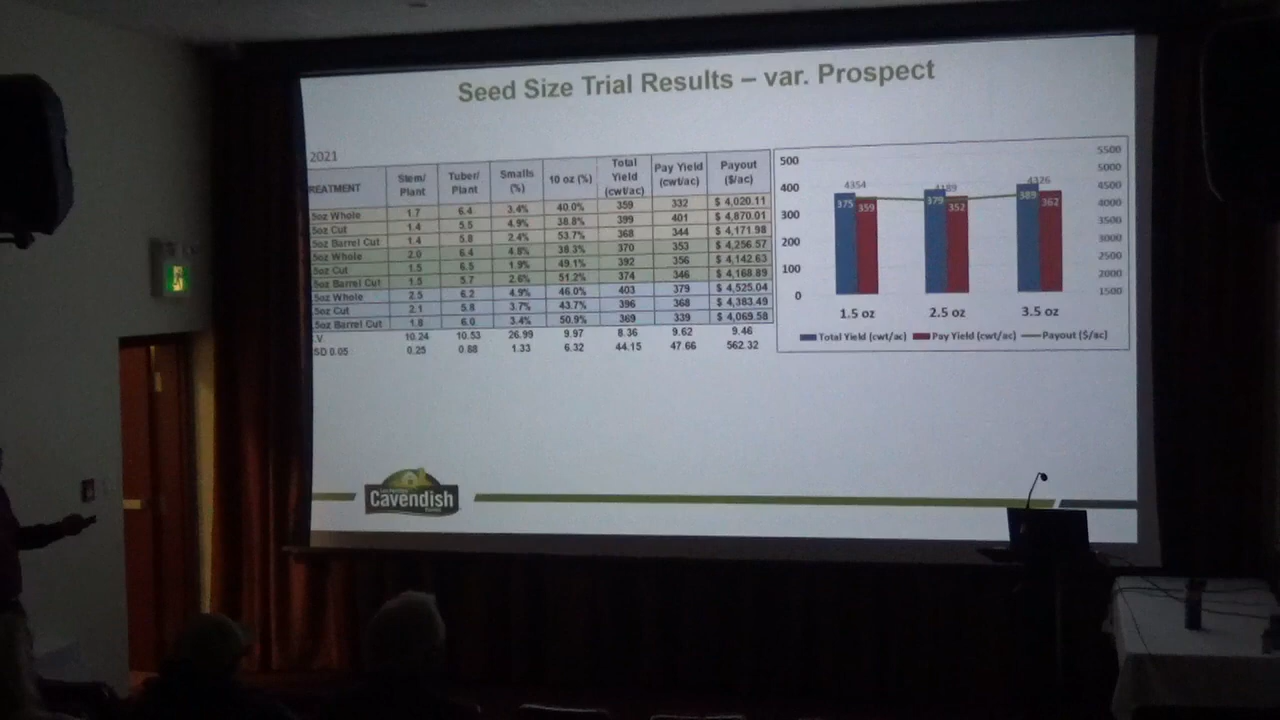 Seed Size Trial Results – var. Prospect
2021
REATMENT Stem/ Plant Tuber/ Plant Smalls (%) 10 oz (%) Total Yield (cwt/ac) Pay Yield (cwt/ac) Payout ($/ac)
5oz Whole 1.7 6.4 3.4% 40.0% 359 332 $ 4,020.11
5oz Cut 1.4 5.5 4.9% 38.8% 399 401 $ 4,870.01
5oz Barrel Cut 1.4 5.8 2.4% 53.7% 368 344 $ 4,171.98
5oz Whole 2.0 6.4 4.8% 38.3% 370 353 $ 4,256.57
5oz Cut 1.5 6.5 1.9% 49.1% 392 356 $ 4,142.63
5oz Barrel Cut 1.5 5.7 2.6% 51.2% 374 346 $ 4,168.89
5oz Whole 2.5 6.2 4.9% 46.0% 403 379 $ 4,525.04
5oz Cut 2.1 5.8 3.7% 43.7% 396 368 $ 4,383.49
5oz Barrel Cut 1.8 6.0 3.4% 50.9% 369 339 $ 4,069.58
.V 10.24 10.53 26.99 9.97 8.36 9.62 9.46
SD 0.05 0.25 0.88 1.33 6.32 44.15 47.66 562.32
500 5500
5000
400 4354 4189 4326 4500
375 359 379 352 389 362 4000
300 3500
200 3000
2500
100 2000
0 1500
1.5 oz 2.5 oz 3.5 oz
Total Yield (cwt/ac) Pay Yield (cwt/ac) Payout ($/ac)
Cavendish